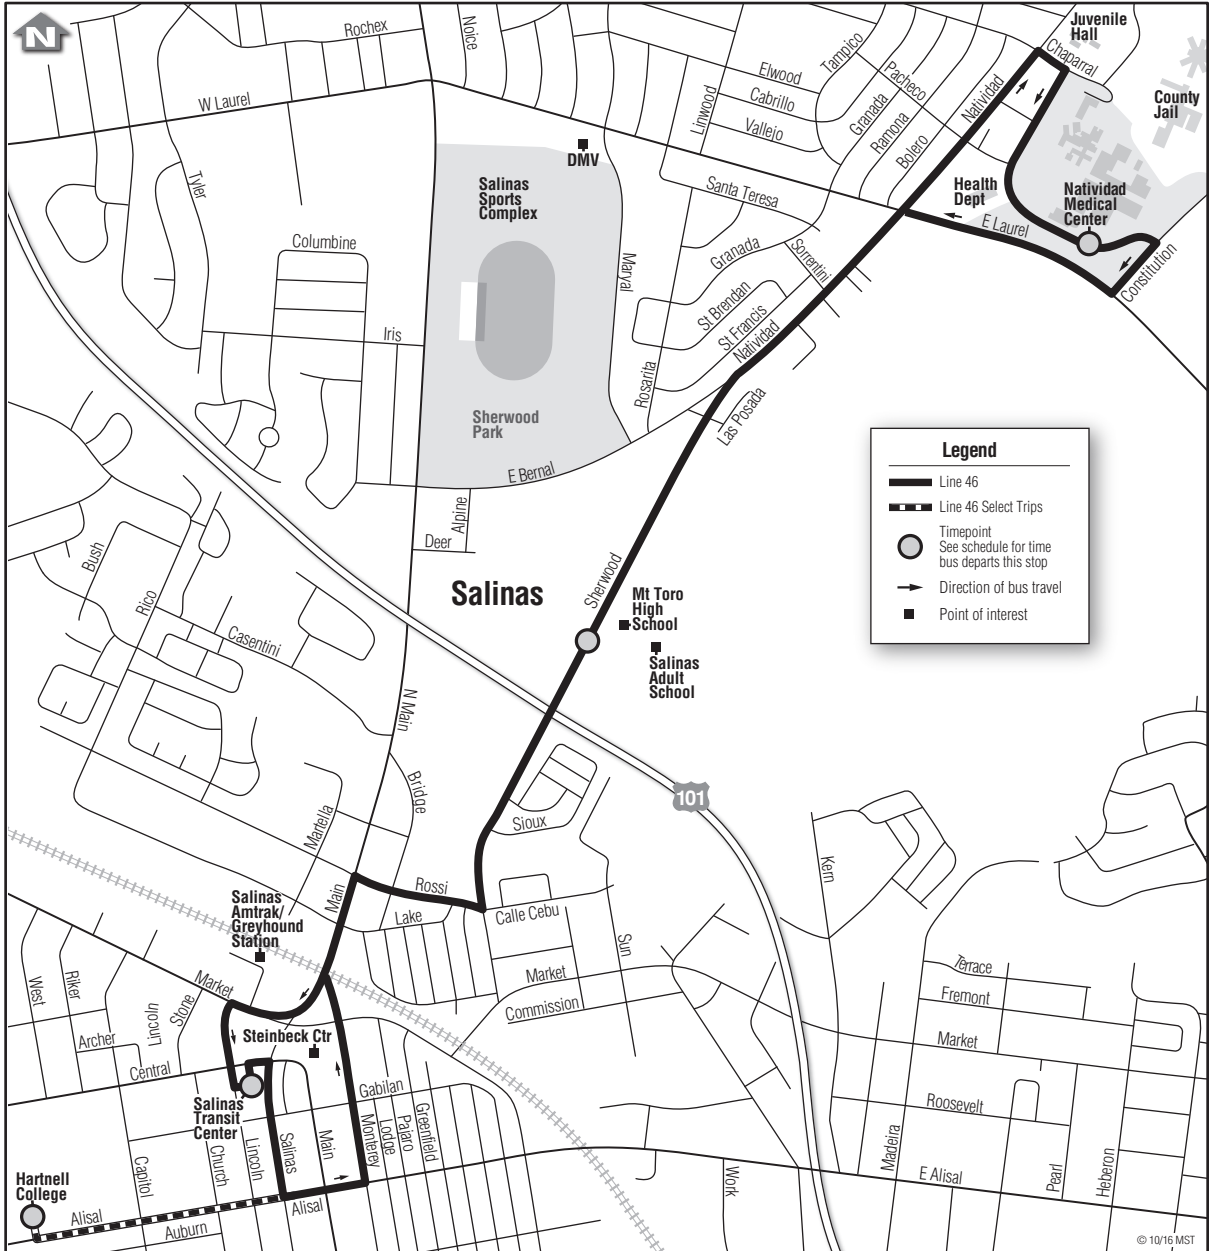 N
Rochex
Noice
Juvenile
Hall
Chaparral
Tampico
Elwood
Pacheco
Cabrillo
Natividad
Linwood
Vallejo
Granada
Ramona
Bolero
County
Jail
W Laurel
DMV
Tyler
Salinas
Sports
Complex
Santa Teresa
Health
Dept
Natividad
Medical
Center
E Laurel
Constitution
Columbine
Granada
Sorrentini
Maryal
St Brendan
St Francis
Natividad
Iris
Rosarita
Las Posada
Sherwood
Park
E Bernal
Alpine
Deer
Legend
Line 46
Line 46 Select Trips
Timepoint
See schedule for time
bus departs this stop
Direction of bus travel
Point of interest
Bush
Rico
Casentini
Salinas
Sherwood
Mt Toro
High
School
Salinas
Adult
School
N Main
Bridge
101
Martella
Sioux
Kern
Main
Rossi
Lake
Calle Cebu
Sun
Salinas
Amtrak/
Greyhound
Station
West
Riker
Market
Stone
Lincoln
Archer
Central
Market
Commission
Terrace
Fremont
Market
Steinbeck Ctr
Salinas
Transit
Center
Gabilan
Monterey
Lodge
Pajaro
Greenfield
Roosevelt
Capitol
Church
Lincoln
Salinas
Main
Madeira
Pearl
Heberon
Work
E Alisal
Hartnell
College
Alisal
Auburn
Alisal
© 10/16 MST